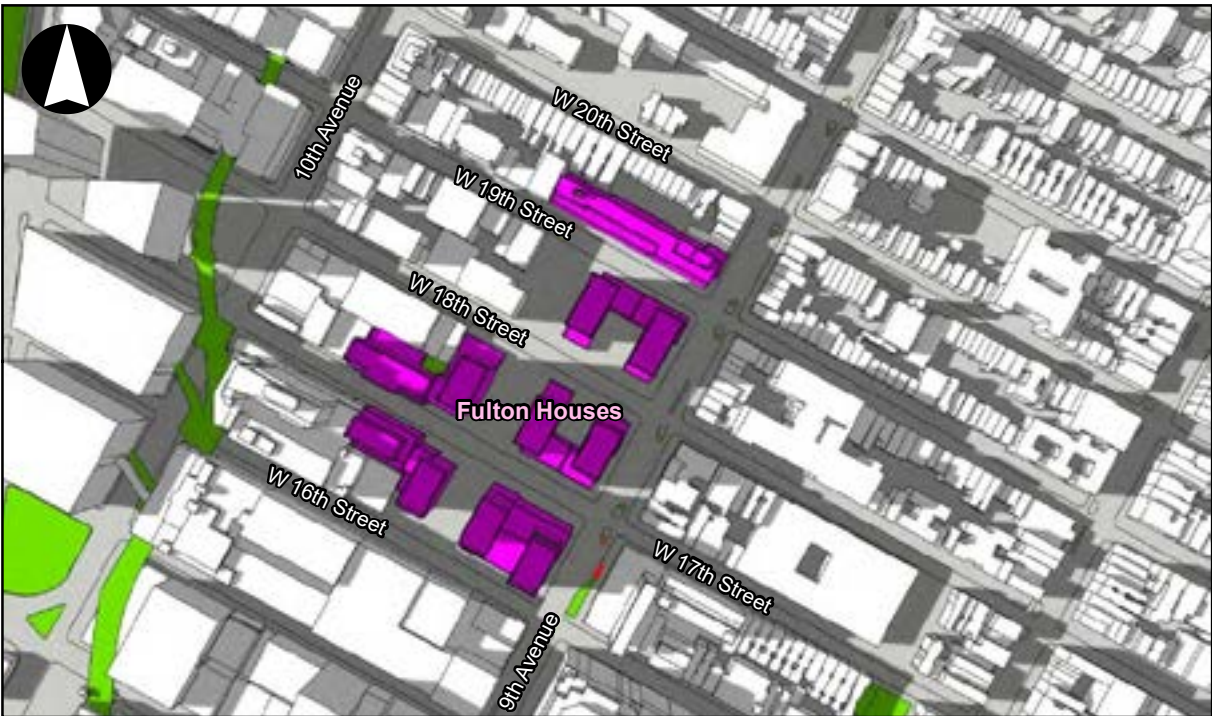 10th Avenue
W 20th Street
W 19th Street
W 18th Street
Fulton Houses
W 16th Street
W 17th Street
9th Avenue